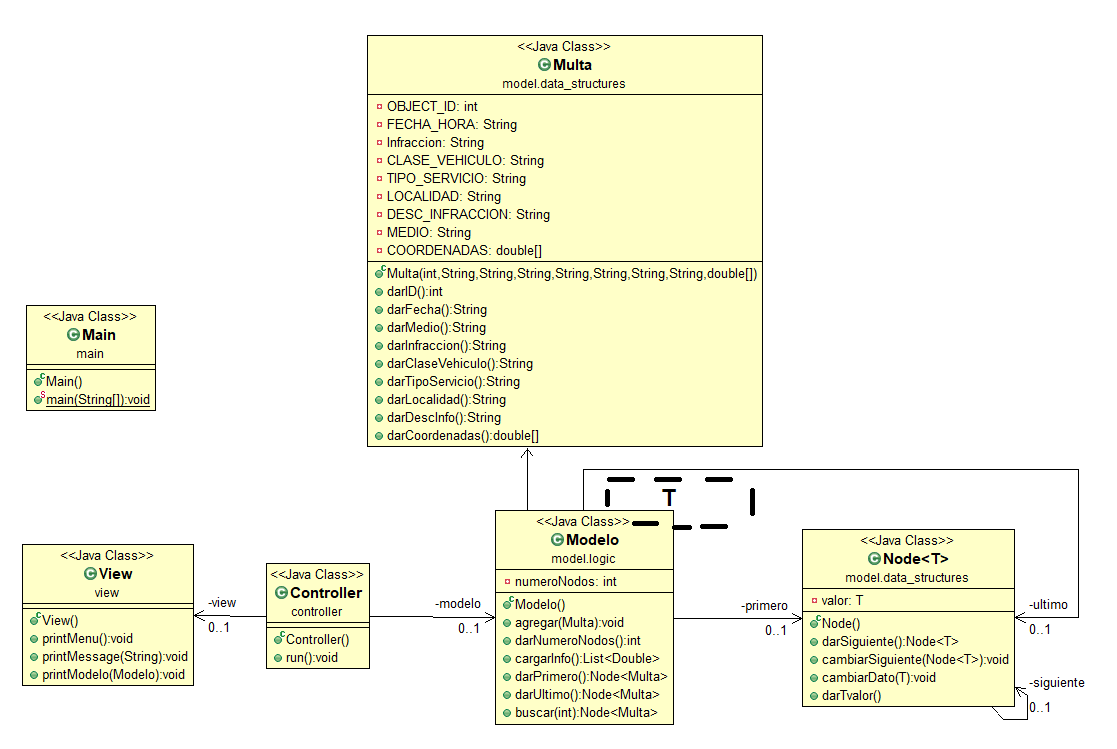 <<Java Class>>
Multa
model.data_structures
OBJECT_ID: int
FECHA_HORA: String
Infraccion: String
CLASE_VEHICULO: String
TIPO_SERVICIO: String
LOCALIDAD: String
DESC_INFRACCION: String
MEDIO: String
COORDENADAS: double[]
Multa(int,String,String,String,String,String,String,String,double[])
darID():int
darFecha():String
darMedio():String
darInfraccion():String
darClaseVehiculo():String
darTipoServicio():String
darLocalidad():String
darDescInfo():String
darCoordenadas():double[]
<<Java Class>>
Main
main
Main()
main(String[]):void
T
<<Java Class>>
View
view
View()
printMenu():void
printMessage(String):void
printModelo(Modelo):void
-view
0..1
<<Java Class>>
Controller
controller
Controller()
run():void
-modelo
0..1
<<Java Class>>
Modelo
model.logic
numeroNodos: int
Modelo()
agregar(Multa):void
darNumeroNodos():int
cargarInfo():List<Double>
darPrimero():Node<Multa>
darUltimo():Node<Multa>
buscar(int):Node<Multa>
-primero
0..1
<<Java Class>>
Node<T>
model.data_structures
valor: T
Node()
darSiguiente():Node<T>
cambiarSiguiente(Node<T>):void
cambiarDato(T):void
darTvalor()
-ultimo
0..1
-siguiente
0..1